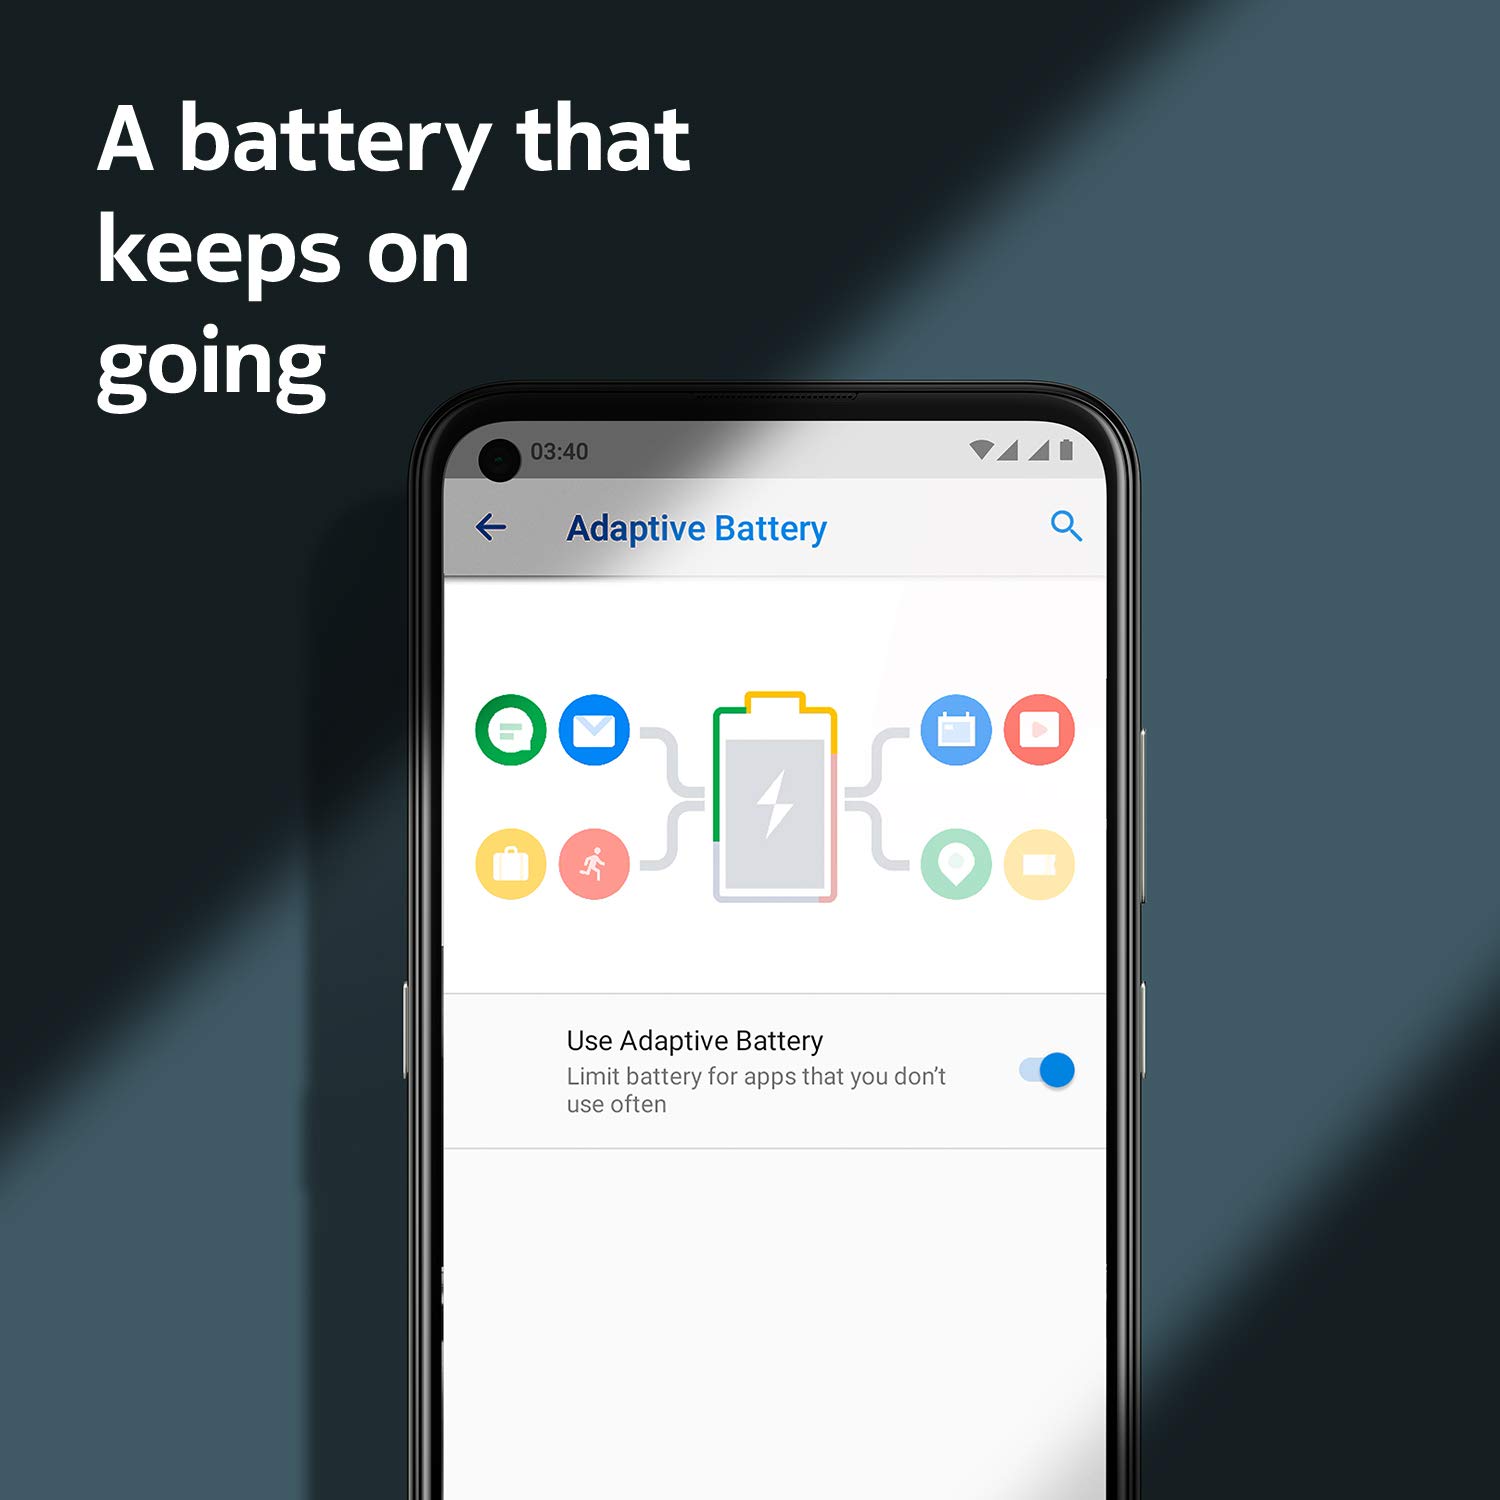 A battery that
keeps on
going
03:40
Adaptive Battery
Use Adaptive Battery
Limit battery for apps that you don’t
use often